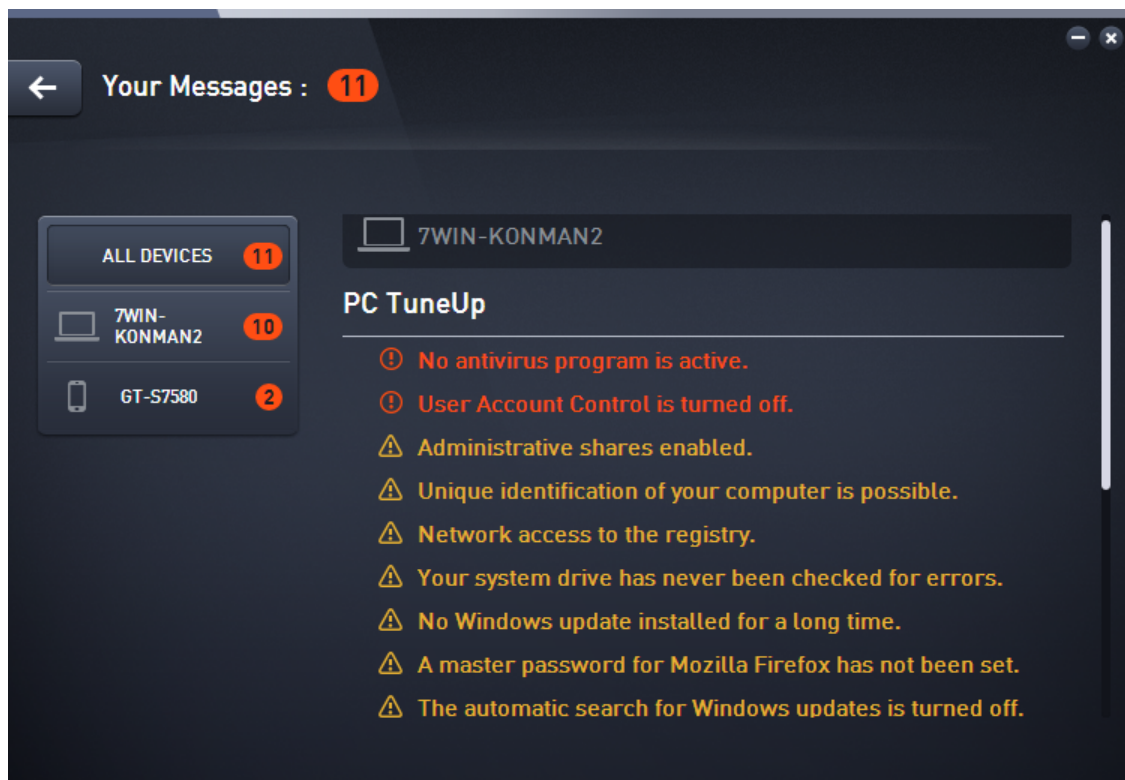 Your Messages : 11
ALL DEVICES 11
7WIN-
KONMAN2 10
GT-S7580 2
7WIN-KONMAN2
PC TuneUp
No antivirus program is active.
User Account Control is turned off.
Administrative shares enabled.
Unique identification of your computer is possible.
Network access to the registry.
Your system drive has never been checked for errors.
No Windows update installed for a long time.
A master password for Mozilla Firefox has not been set.
The automatic search for Windows updates is turned off.